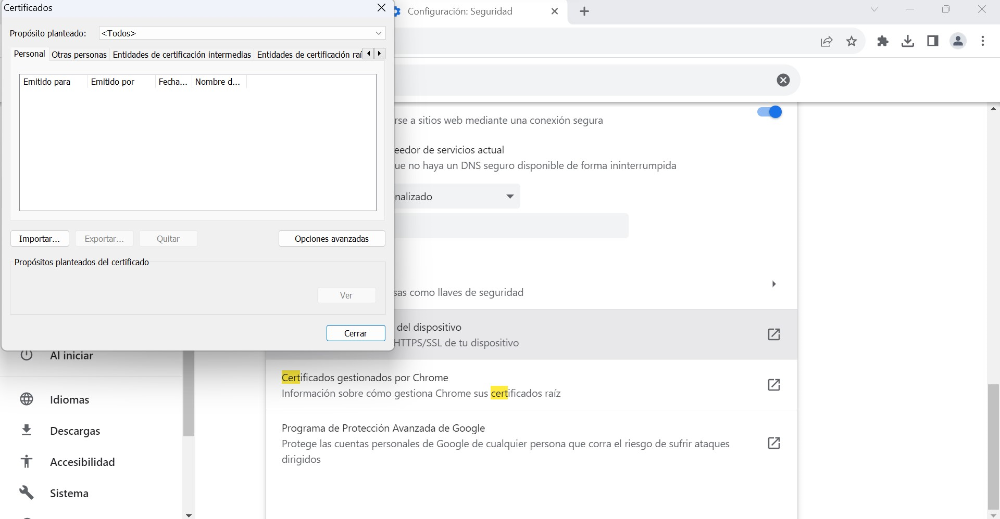 Certificados
Configuración: Seguridad
Propósito planteado:
<Todos>
Personal
Otras personas
Entidades de certificación intermedias
Entidades de certificación raí
Emitido para
Emitido por
Fecha...
Nombre d...
Importar...
Exportar...
Quitar
Opciones avanzadas
Propósitos planteados del certificado
Ver
Cerrar
rse a sitios web mediante una conexión segura
eedor de servicios actual
ue no haya un DNS seguro disponible de forma ininterrumpida
nalizado
sas como llaves de seguridad
del dispositivo
HTTPS/SSL de tu dispositivo
Certificados gestionados por Chrome
Información sobre cómo gestiona Chrome sus certificados raíz
Programa de Protección Avanzada de Google
Protege las cuentas personales de Google de cualquier persona que corra el riesgo de sufrir ataques
dirigidos
Al iniciar
Idiomas
Descargas
Accesibilidad
Sistema